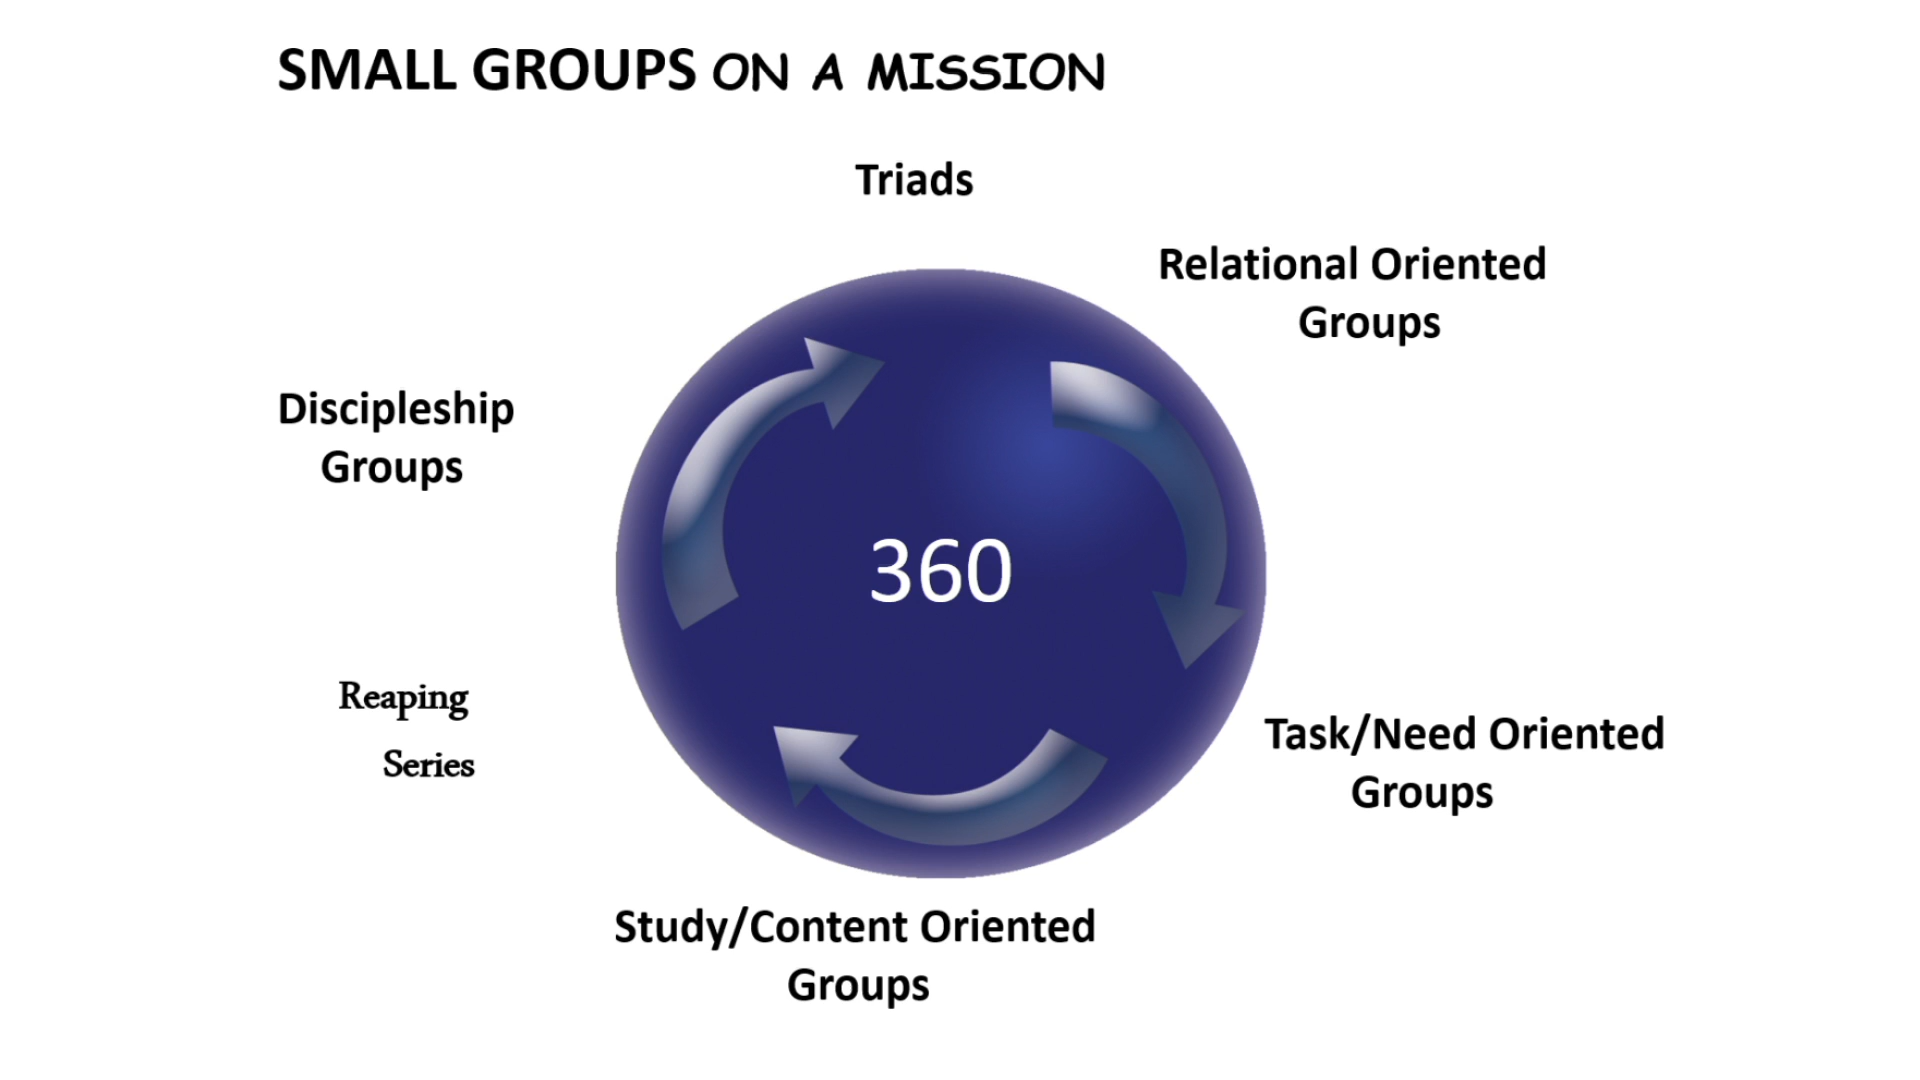 SMALL GROUPS ON A MISSION
Triads
Relational Oriented
Groups
Discipleship
Groups
360
Reaping
Series
Task/Need Oriented
Groups
Study/Content Oriented
Groups